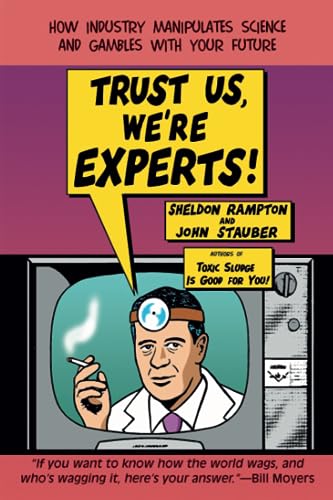 HOW INDUSTRY MANIPULATES SCIENCE
AND GAMBLES WITH YOUR FUTURE
TRUST US,
WE'RE
EXPERTS!
SHELDON RAMPTON
AND
JOHN STAUBER
AUTHORS OF
TOXIC SLUDGE
IS GOOD FOR YOU!
"If you want to know how the world wags, and
who's wagging it, here's your answer."—Bill Moyers